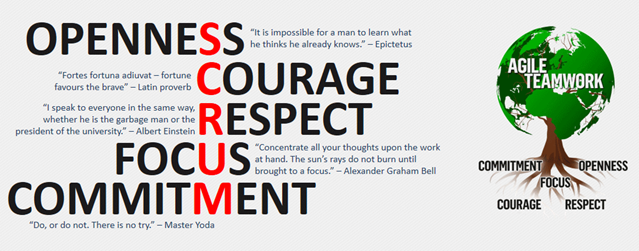 OPENNESS
“It is impossible for a man to learn what
he thinks he already knows.” – Epictetus
“Fortes fortuna adiuvat – fortune
favours the brave” – Latin proverb
COURAGE
“I speak to everyone in the same way,
whether he is the garbage man or the
president of the university.” – Albert Einstein
RESPECT
FOCUS
“Concentrate all your thoughts upon the work
at hand. The sun’s rays do not burn until
brought to a focus.” – Alexander Graham Bell
COMMITMENT
“Do, or do not. There is no try.” – Master Yoda
AGILE
TEAMWORK
COMMITMENT
OPENNESS
FOCUS
COURAGE
RESPECT